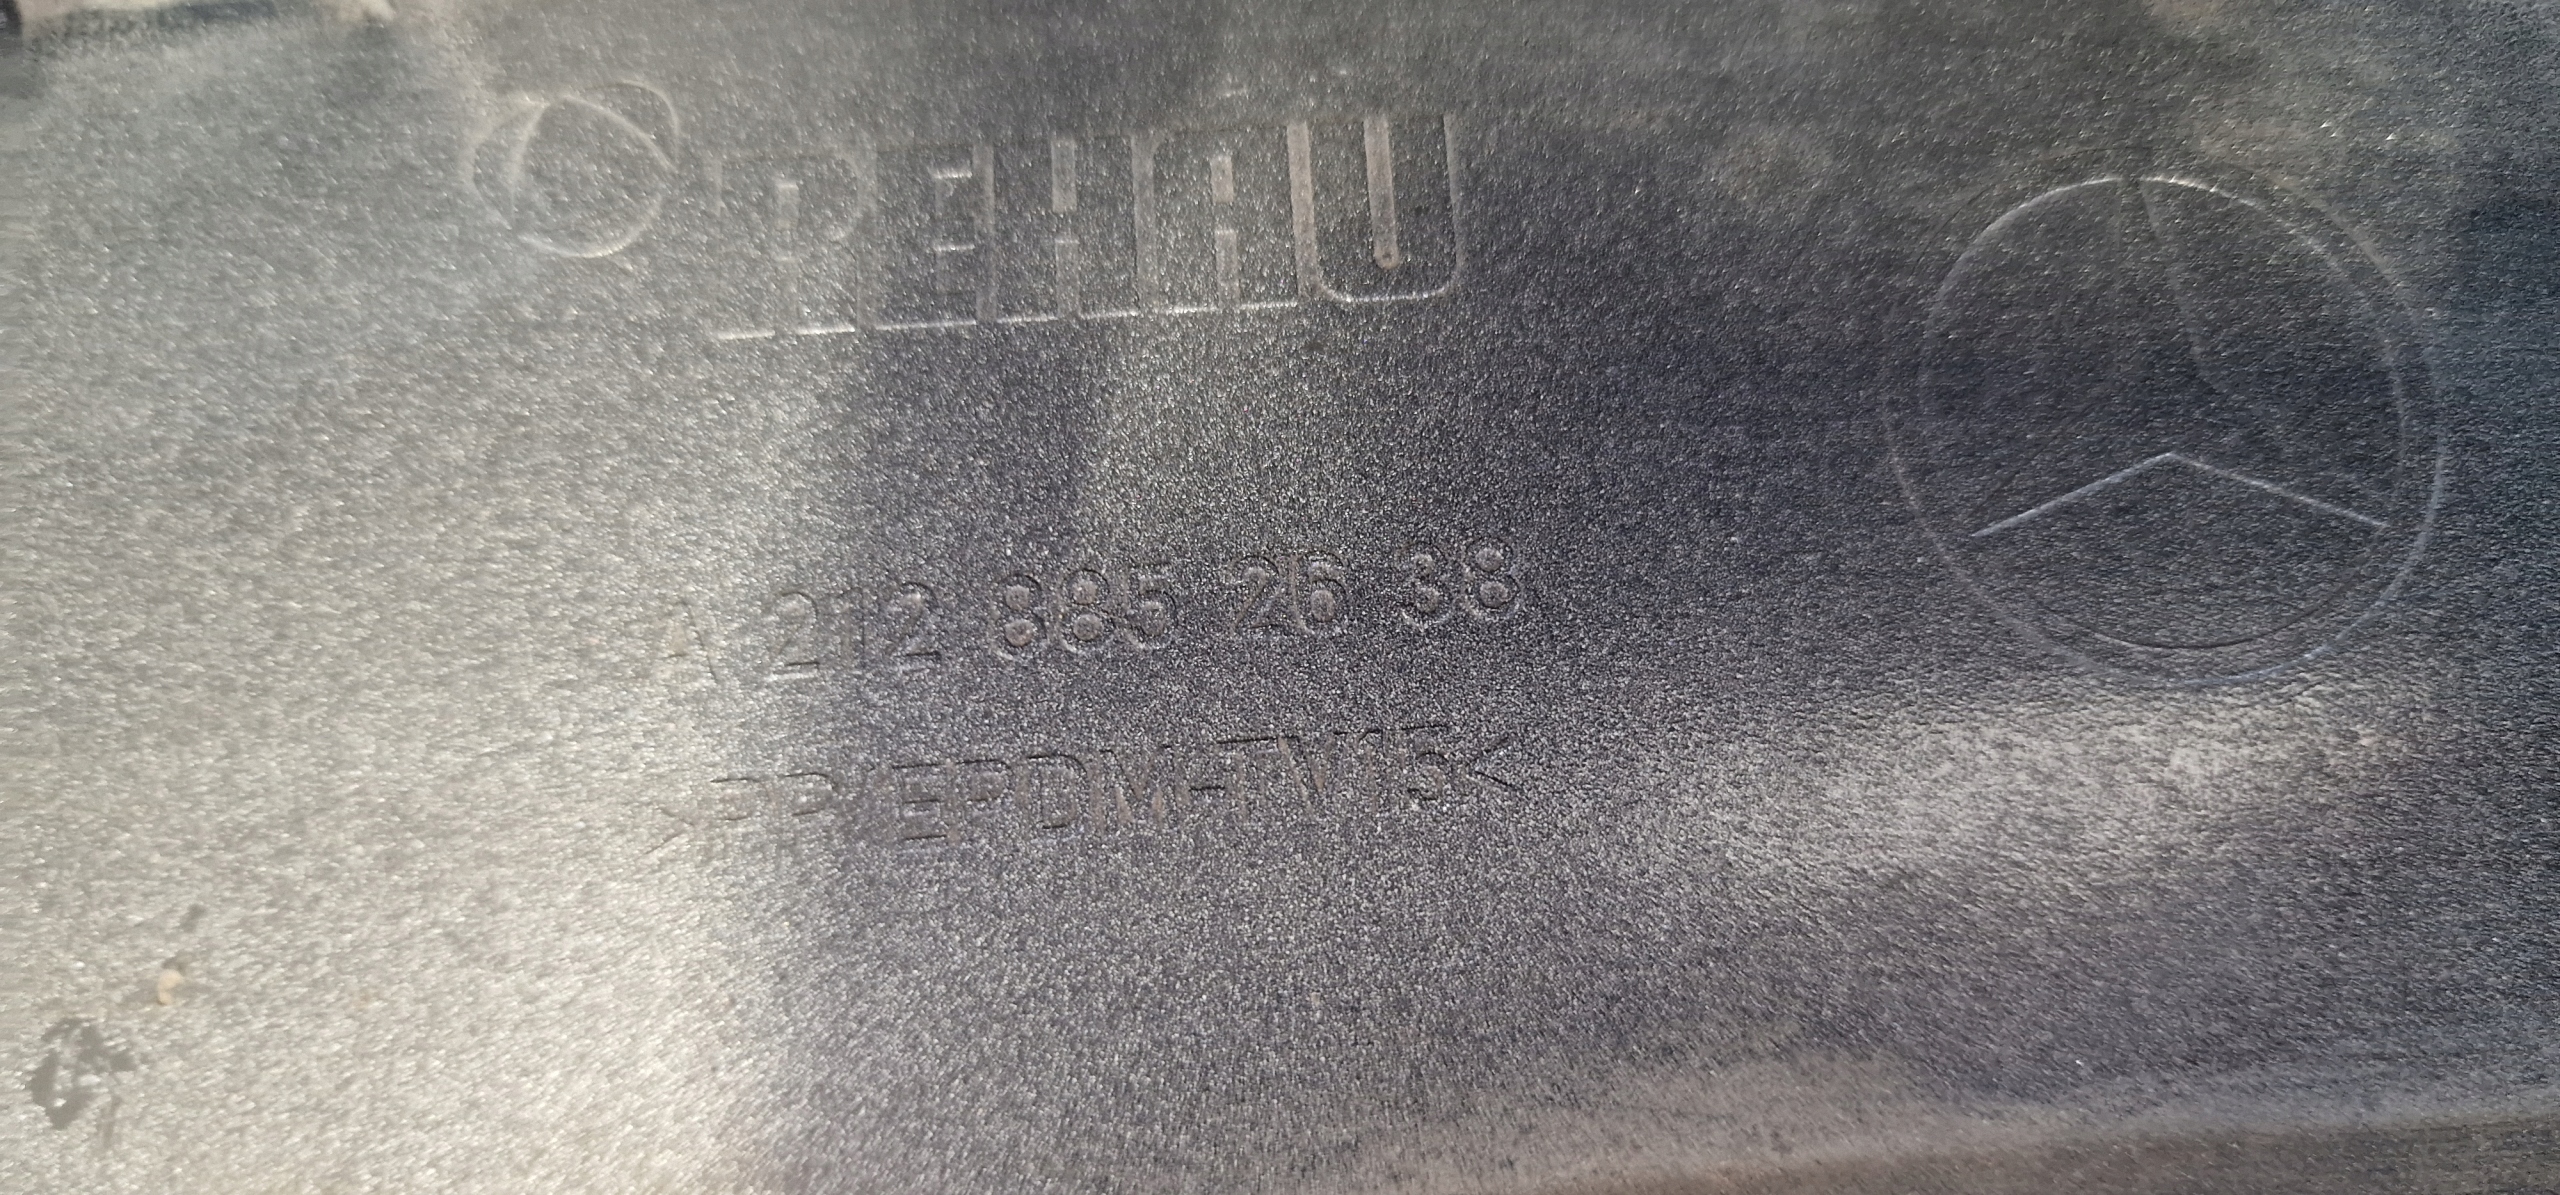 REHAU
A 212 885 26 38
>PP/EPDM-TV15<